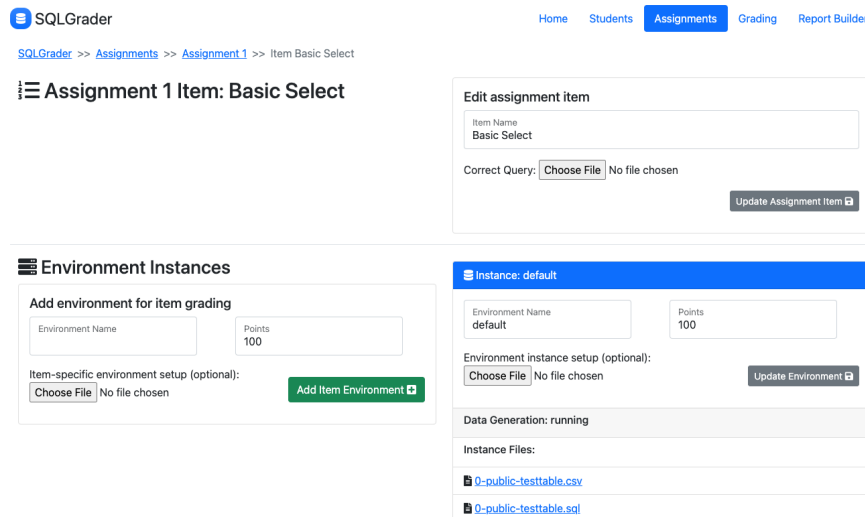 SQLGrader
Home Students Assignments Grading Report Builder
SQLGrader >> Assignments >> Assignment 1 >> Item Basic Select
Assignment 1 Item: Basic Select
Edit assignment item
Item Name
Basic Select
Correct Query: Choose File No file chosen
Update Assignment Item
Environment Instances
Add environment for item grading
Environment Name
Points
100
Item-specific environment setup (optional):
Choose File No file chosen
Add Item Environment
Instance: default
Environment Name
default
Points
100
Environment instance setup (optional):
Choose File No file chosen
Update Environment
Data Generation: running
Instance Files:
0-public-testtable.csv
0-public-testtable.sql